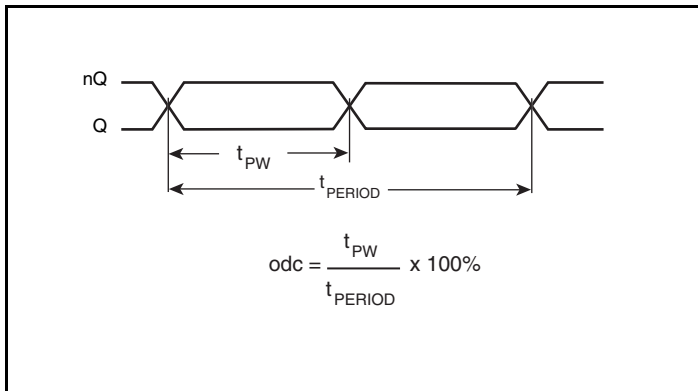 nQ
Q
tPW
tPERIOD
odc = tPW / tPERIOD x 100%